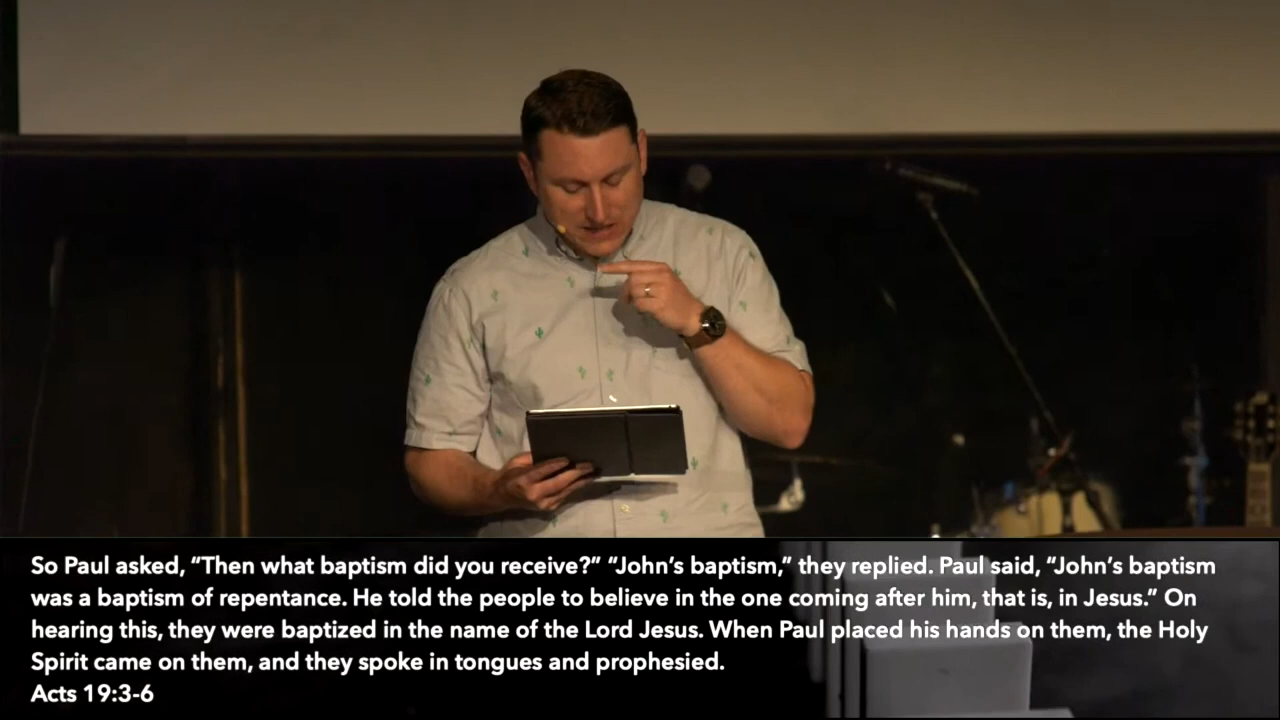 So Paul asked, “Then what baptism did you receive?” “John’s baptism,” they replied. Paul said, “John’s baptism
was a baptism of repentance. He told the people to believe in the one coming after him, that is, in Jesus.” On
hearing this, they were baptized in the name of the Lord Jesus. When Paul placed his hands on them, the Holy
Spirit came on them, and they spoke in tongues and prophesied.
Acts 19:3-6